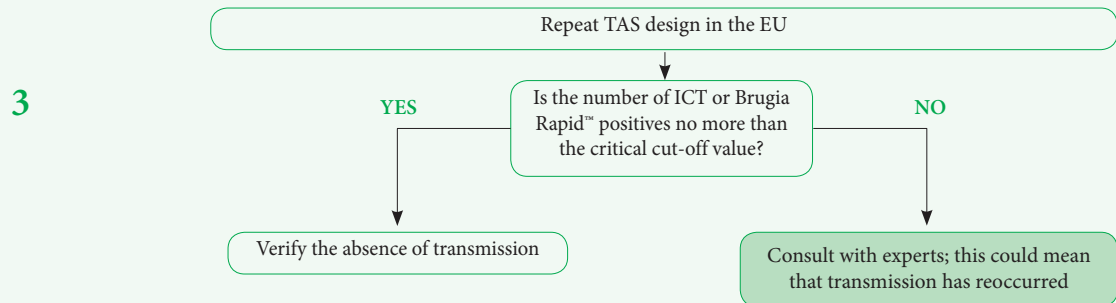 Repeat TAS design in the EU
3
YES
Is the number of ICT or Brugia
Rapid™ positives no more than
the critical cut-off value?
NO
Verify the absence of transmission
Consult with experts; this could mean
that transmission has reoccurred